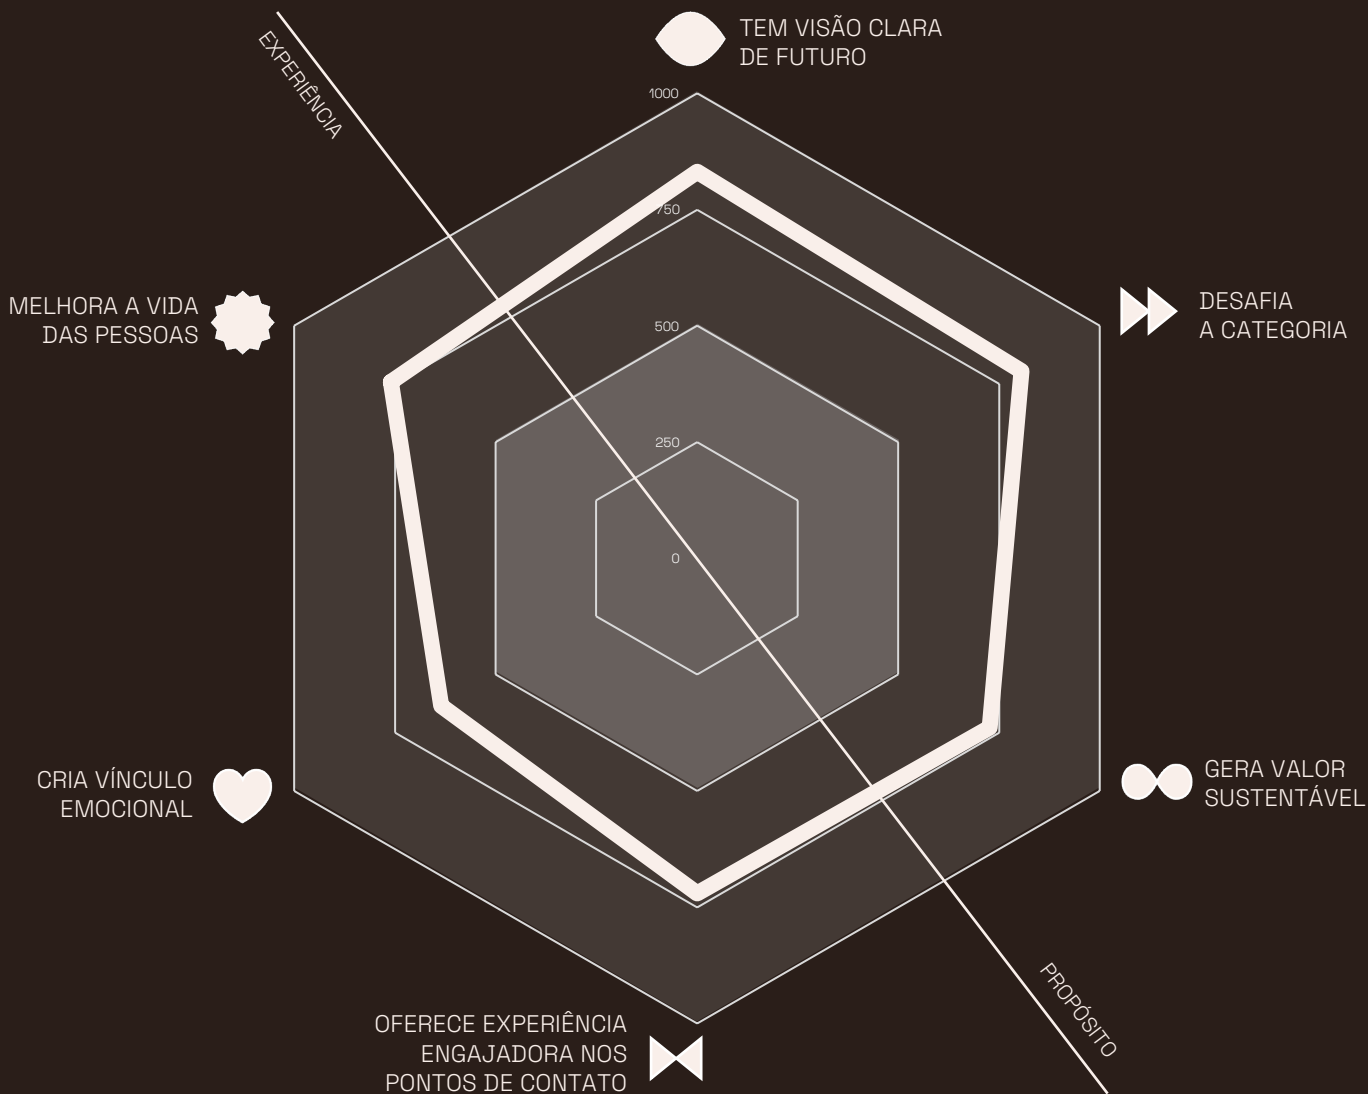 TEM VISÃO CLARA
DE FUTURO
EXPERIÊNCIA
1000
750
MELHORA A VIDA
DAS PESSOAS
DESAFIA
A CATEGORIA
500
250
0
CRIA VÍNCULO
EMOCIONAL
GERA VALOR
SUSTENTÁVEL
PROPÓSITO
OFERECE EXPERIÊNCIA
ENGAJADORA NOS
PONTOS DE CONTATO